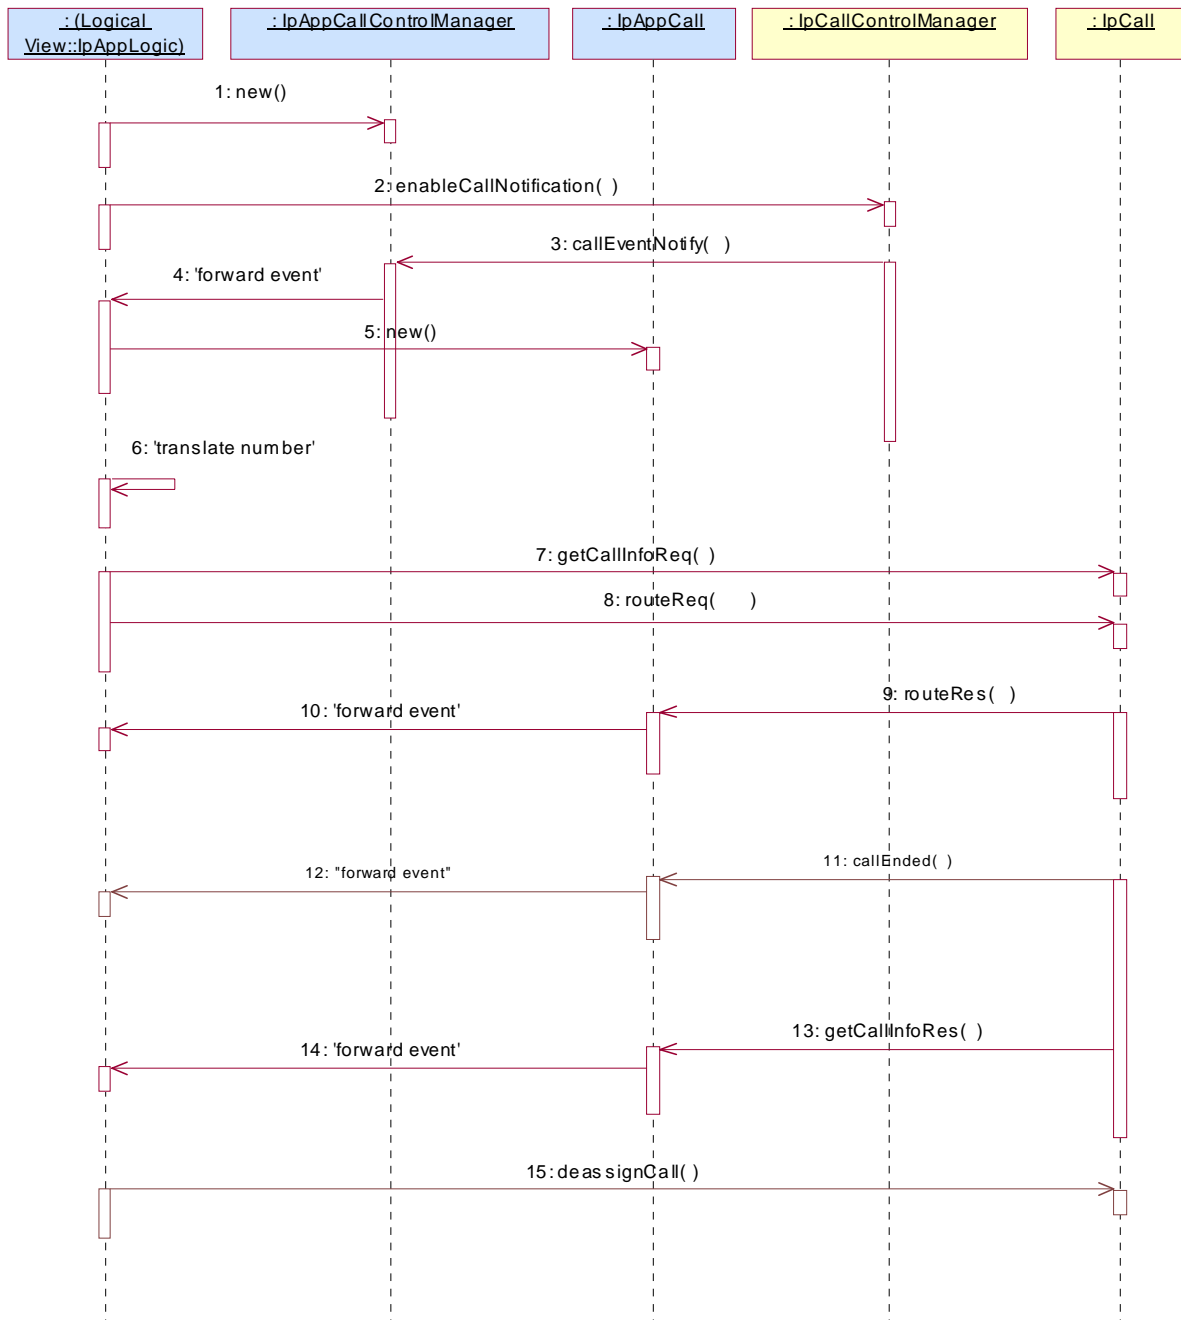 : (Logical
View::IpAppLogic)
: IpAppCallControlManager
: IpAppCall
: IpCallControlManager
: IpCall
1: new()
2: enableCallNotification( )
3: callEventNotify( )
4: 'forward event'
5: new()
6: 'translate number'
7: getCallInfoReq( )
8: routeReq( )
9: routeRes( )
10: 'forward event'
11: callEnded( )
12: "forward event"
13: getCallInfoRes( )
14: 'forward event'
15: deassignCall( )